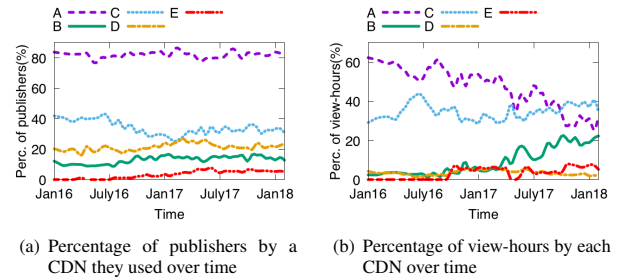 A C E
B D
Perc. of publishers(%)
80
60
40
20
0
Jan16 July16 Jan17 July17 Jan18
Time
(a) Percentage of publishers by a
CDN they used over time
A C E
B D
Perc. of view-hours(%)
60
40
20
0
Jan16 July16 Jan17 July17 Jan18
Time
(b) Percentage of view-hours by each
CDN over time